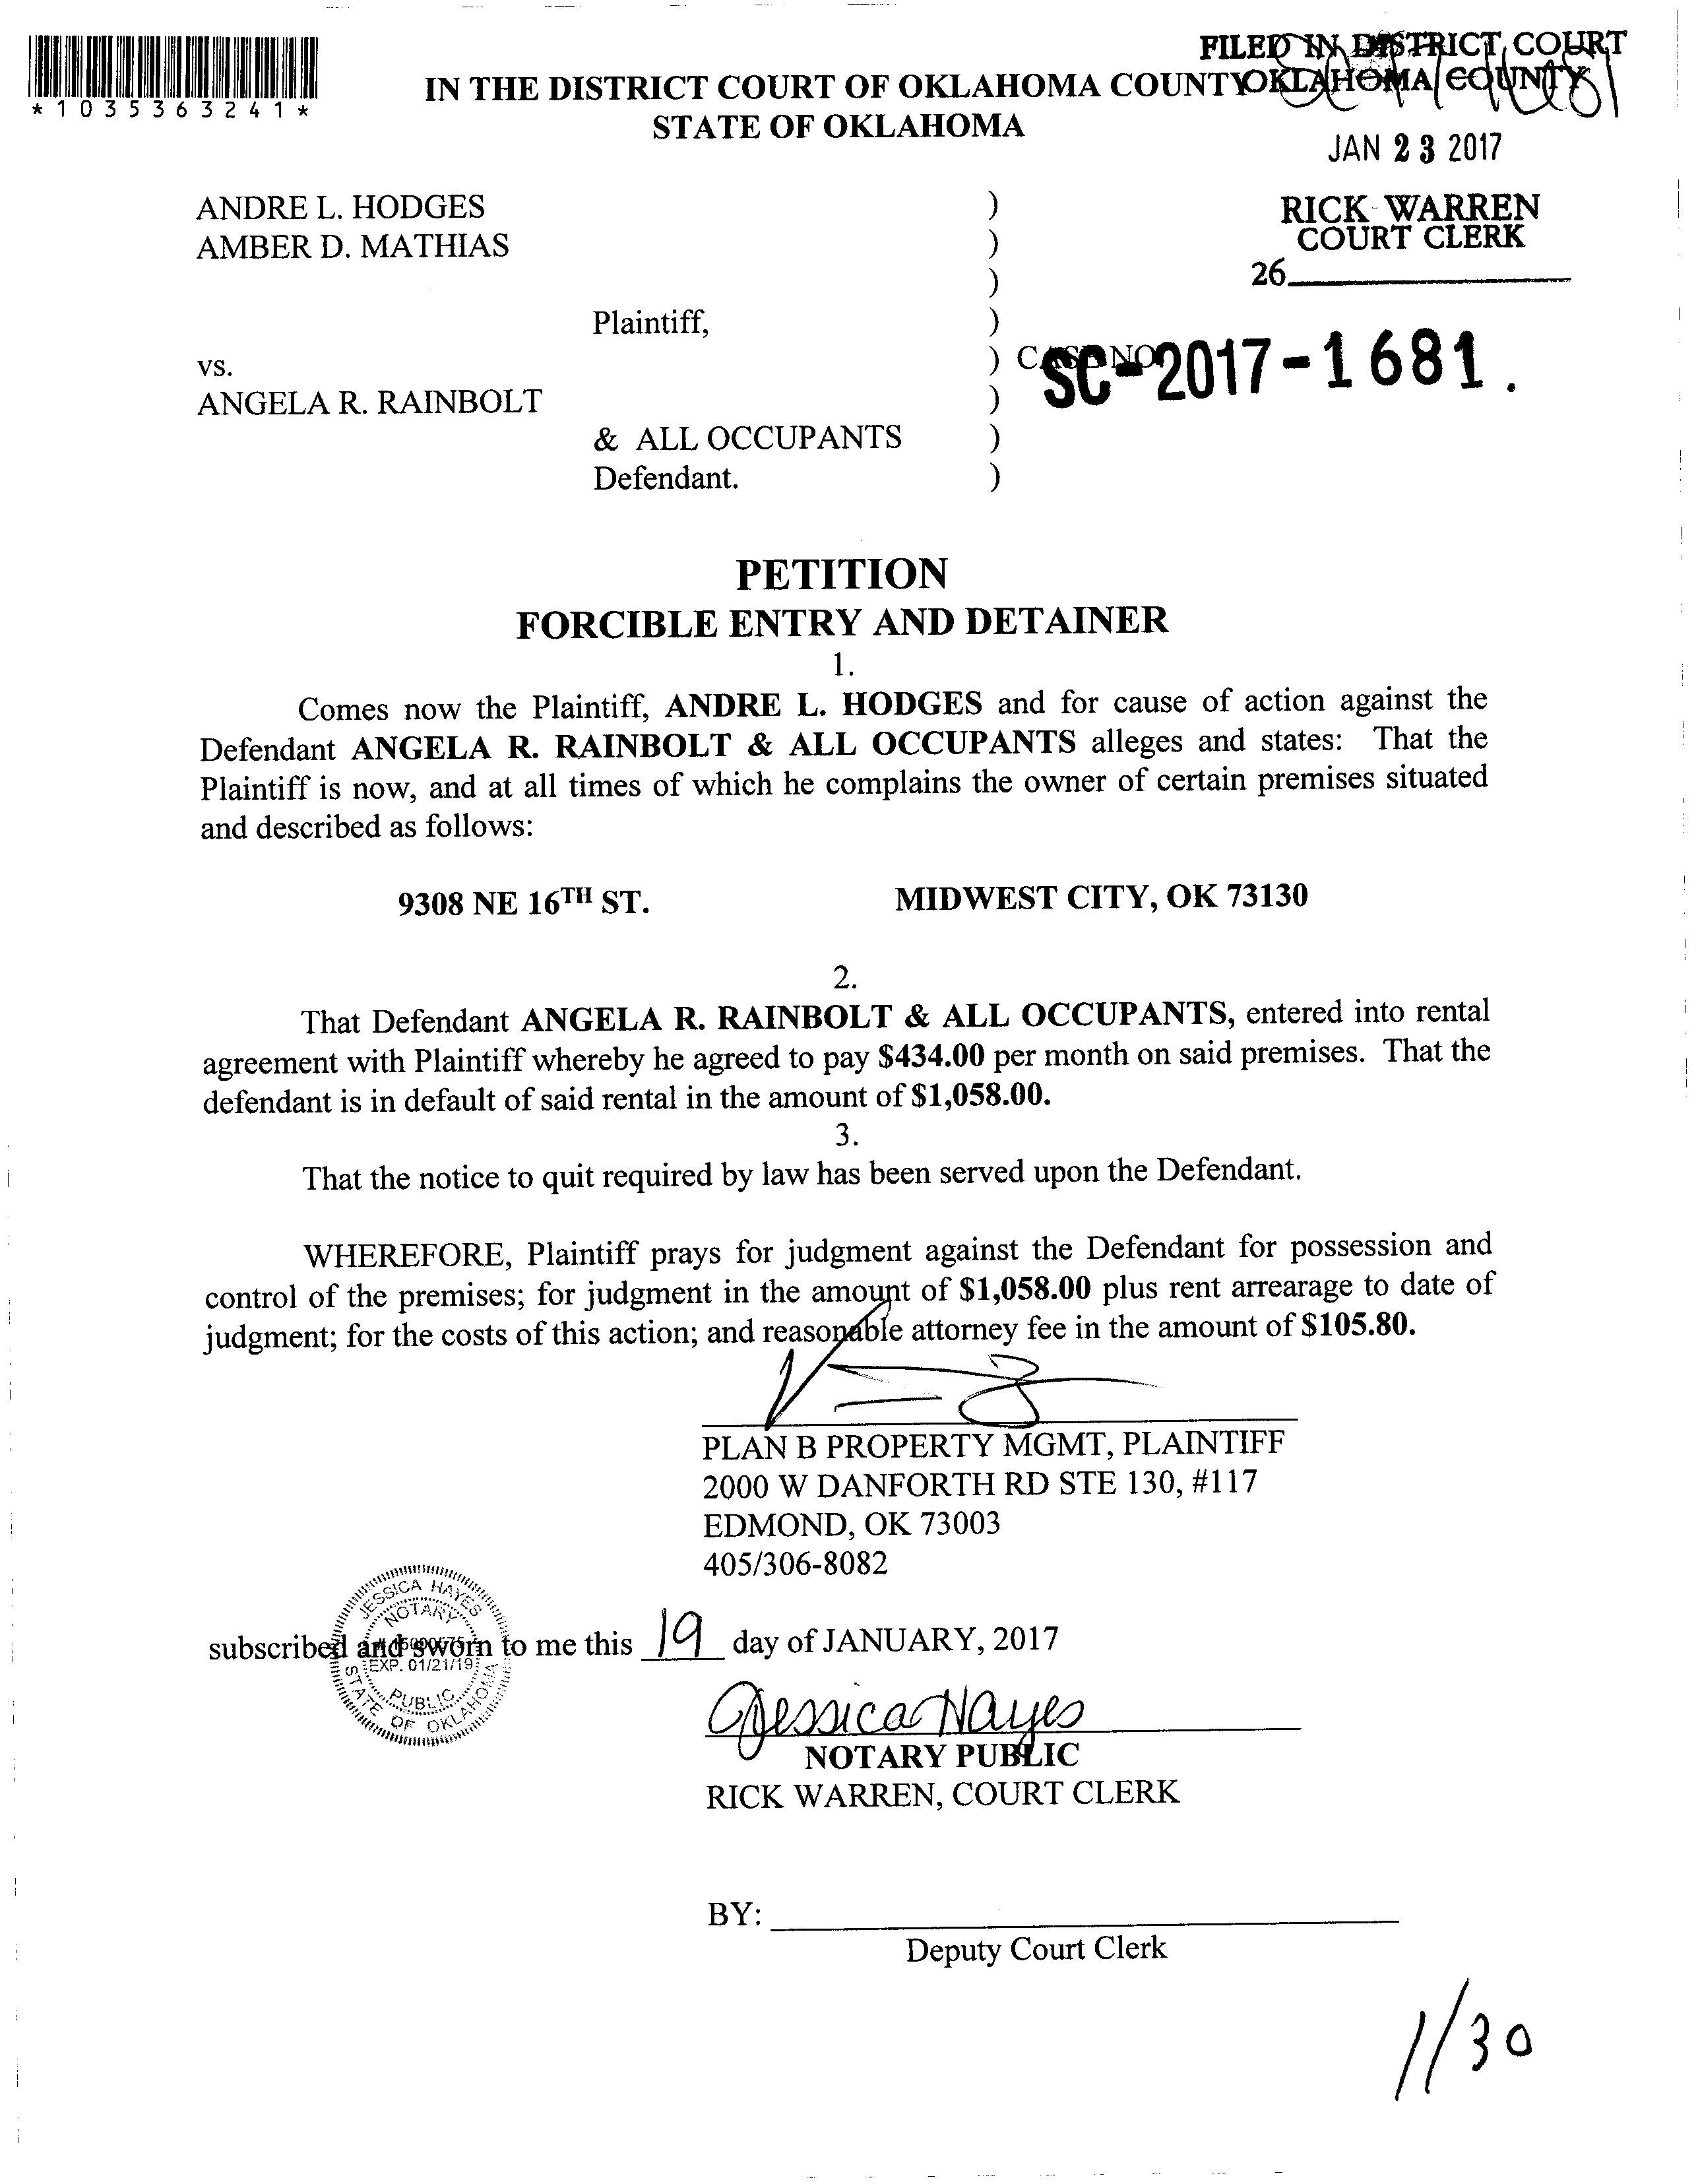 *1035363241*
FILED IN DISTRICT COURT
OKLAHOMA COUNTY
IN THE DISTRICT COURT OF OKLAHOMA COUNTY
STATE OF OKLAHOMA
JAN 23 2017
RICK WARREN
COURT CLERK
26
ANDRE L. HODGES )
AMBER D. MATHIAS )
)
Plaintiff, )
vs. ) CASE NO
SC-2017-1681.
ANGELA R. RAINBOLT )
& ALL OCCUPANTS )
Defendant. )
PETITION
FORCIBLE ENTRY AND DETAINER
1.
Comes now the Plaintiff, ANDRE L. HODGES and for cause of action against the
Defendant ANGELA R. RAINBOLT & ALL OCCUPANTS alleges and states: That the
Plaintiff is now, and at all times of which he complains the owner of certain premises situated
and described as follows:
9308 NE 16TH ST. MIDWEST CITY, OK 73130
2.
That Defendant ANGELA R. RAINBOLT & ALL OCCUPANTS, entered into rental
agreement with Plaintiff whereby he agreed to pay $434.00 per month on said premises. That the
defendant is in default of said rental in the amount of $1,058.00.
3.
That the notice to quit required by law has been served upon the Defendant.
WHEREFORE, Plaintiff prays for judgment against the Defendant for possession and
control of the premises; for judgment in the amount of $1,058.00 plus rent arrearage to date of
judgment; for the costs of this action; and reasonable attorney fee in the amount of $105.80.
PLAN B PROPERTY MGMT, PLAINTIFF
2000 W DANFORTH RD STE 130, #117
EDMOND, OK 73003
405/306-8082
JESSICA HAYES
NOTARY
EXP. 01/21/19
PUBLIC
STATE OF OKLAHOMA
subscribed and sworn to me this 19 day of JANUARY, 2017
Jessica Hayes
NOTARY PUBLIC
RICK WARREN, COURT CLERK
BY:
Deputy Court Clerk
1/30